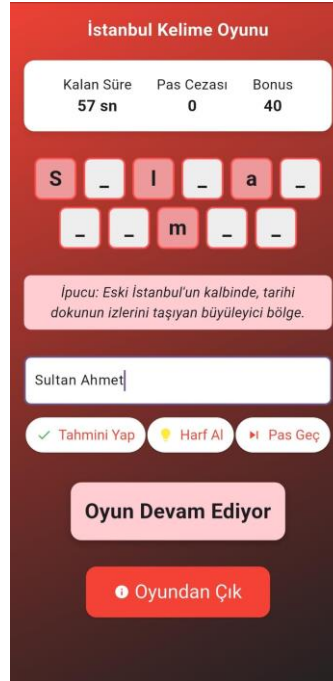 İstanbul Kelime Oyunu
Kalan Süre Pas Cezası Bonus
57 sn 0 40
S _ l _ a _
_ _ m _ _
İpucu: Eski İstanbul'un kalbinde, tarihi
dokunun izlerini taşıyan büyüleyici bölge.
Sultan Ahmet
Tahmini Yap Harf Al Pas Geç
Oyun Devam Ediyor
Oyundan Çık